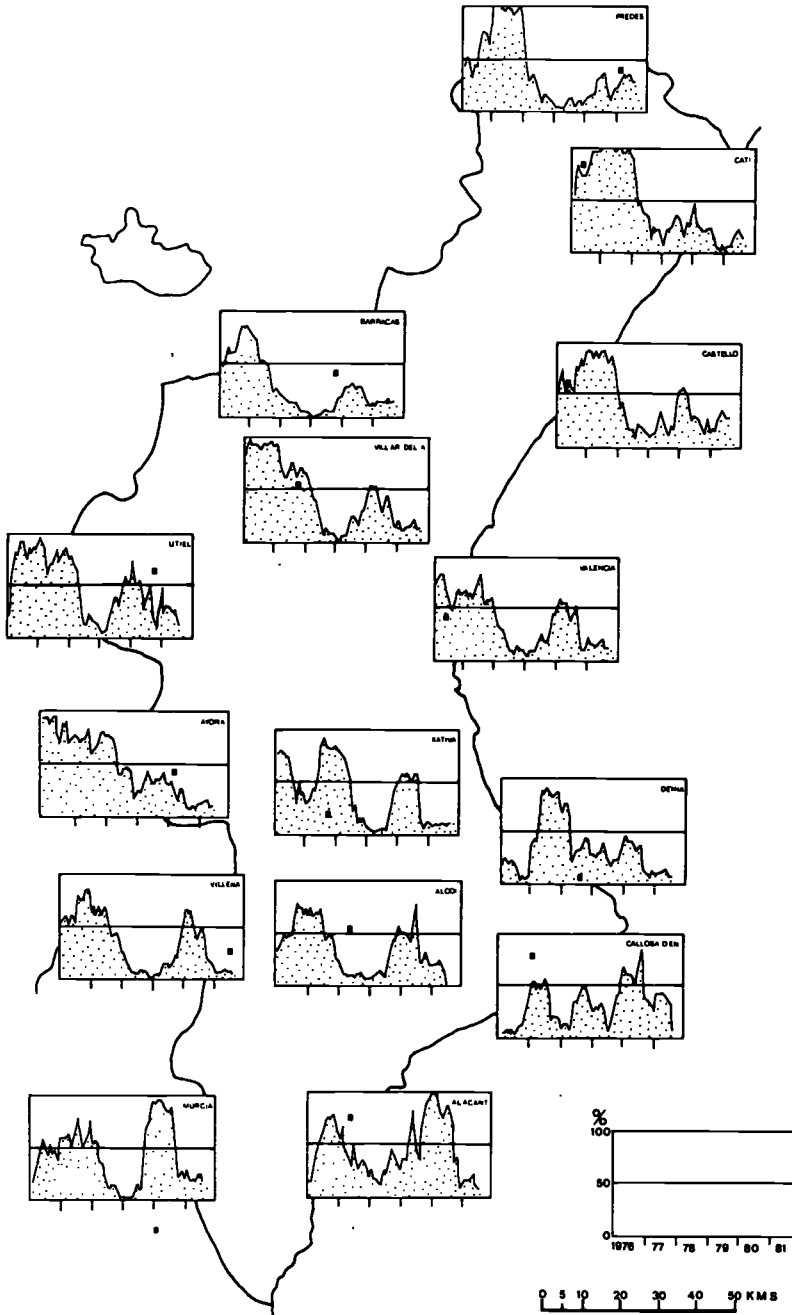 FREDES
CATI
BARRACAS
CASTELLO
VILLAR DEL A
UTIEL
VALENCIA
AYORA
XATIVA
DENIA
VILLENA
ALCOI
CALLOSA D'EN
MURCIA
ALACANT
%
100
50
0
1976 77 78 79 80 81
0 5 10 20 30 40 50 KMS